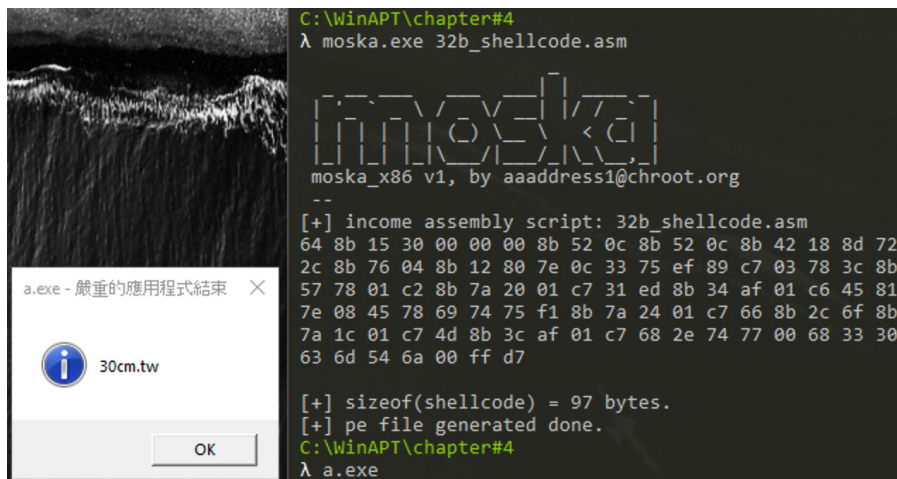 C:\WinAPT\chapter#4
λ moska.exe 32b_shellcode.asm
moska
moska_x86 v1, by aaaddress1@chroot.org
--
[+] income assembly script: 32b_shellcode.asm
64 8b 15 30 00 00 00 8b 52 0c 8b 52 0c 8b 42 18 8d 72
2c 8b 76 04 8b 12 80 7e 0c 33 75 ef 89 c7 03 78 3c 8b
57 78 01 c2 8b 7a 20 01 c7 31 ed 8b 34 af 01 c6 45 81
7e 08 45 78 69 74 75 f1 8b 7a 24 01 c7 66 8b 2c 6f 8b
7a 1c 01 c7 4d 8b 3c af 01 c7 68 2e 74 77 00 68 33 30
63 6d 54 6a 00 ff d7
[+] sizeof(shellcode) = 97 bytes.
[+] pe file generated done.
C:\WinAPT\chapter#4
λ a.exe
a.exe - 嚴重的應用程式結束
30cm.tw
OK